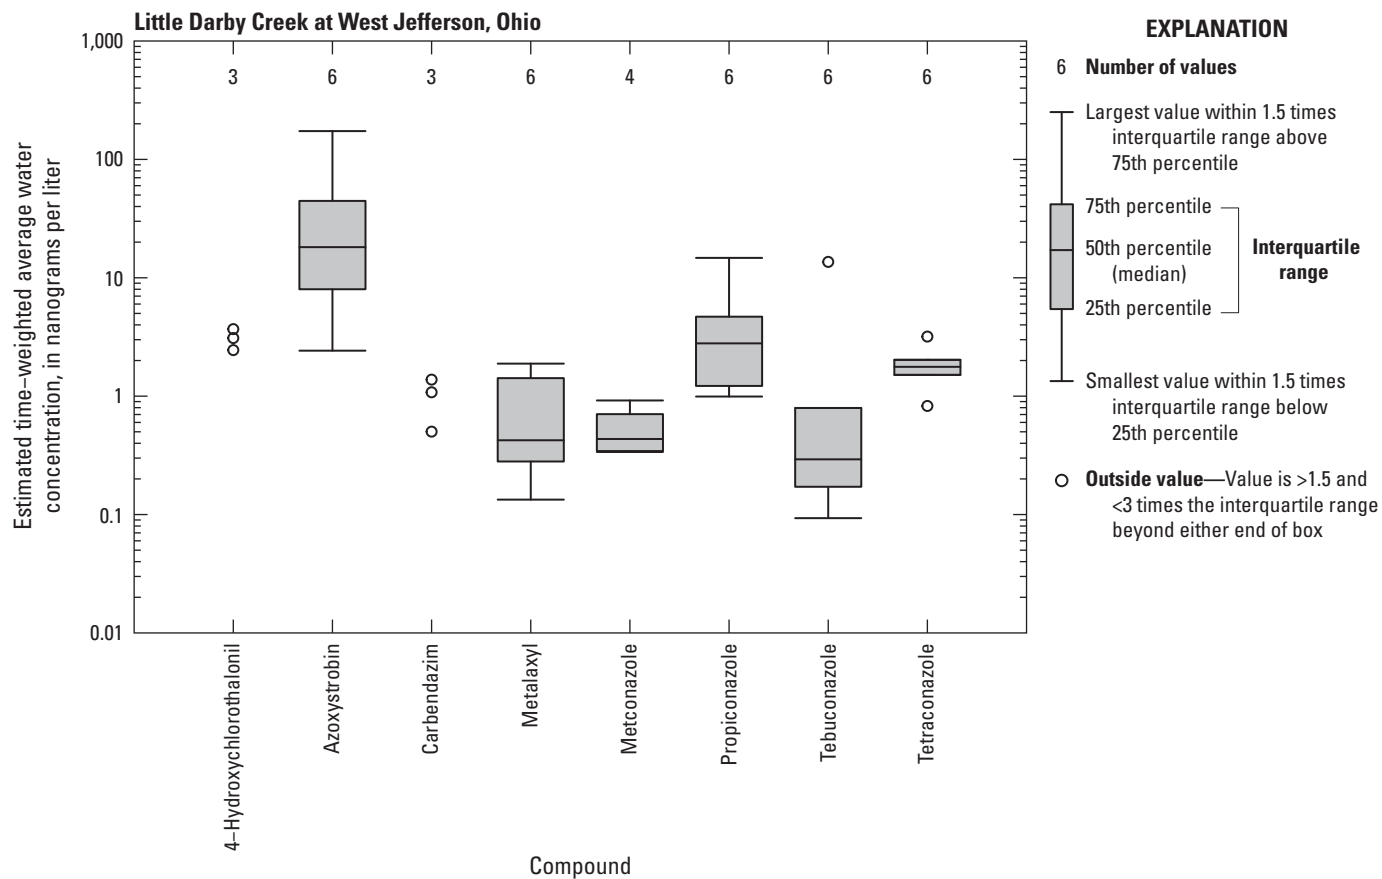 Little Darby Creek at West Jefferson, Ohio
1,000
100
10
1
0.1
0.01
Estimated time–weighted average water
concentration, in nanograms per liter
3
6
3
6
4
6
6
6
4–Hydroxychlorothalonil
Azoxystrobin
Carbendazim
Metalaxyl
Metconazole
Propiconazole
Tebuconazole
Tetraconazole
Compound
EXPLANATION
6 Number of values
Largest value within 1.5 times
interquartile range above
75th percentile
75th percentile
50th percentile
(median)
25th percentile
Interquartile
range
Smallest value within 1.5 times
interquartile range below
25th percentile
Outside value—Value is >1.5 and
<3 times the interquartile range
beyond either end of box